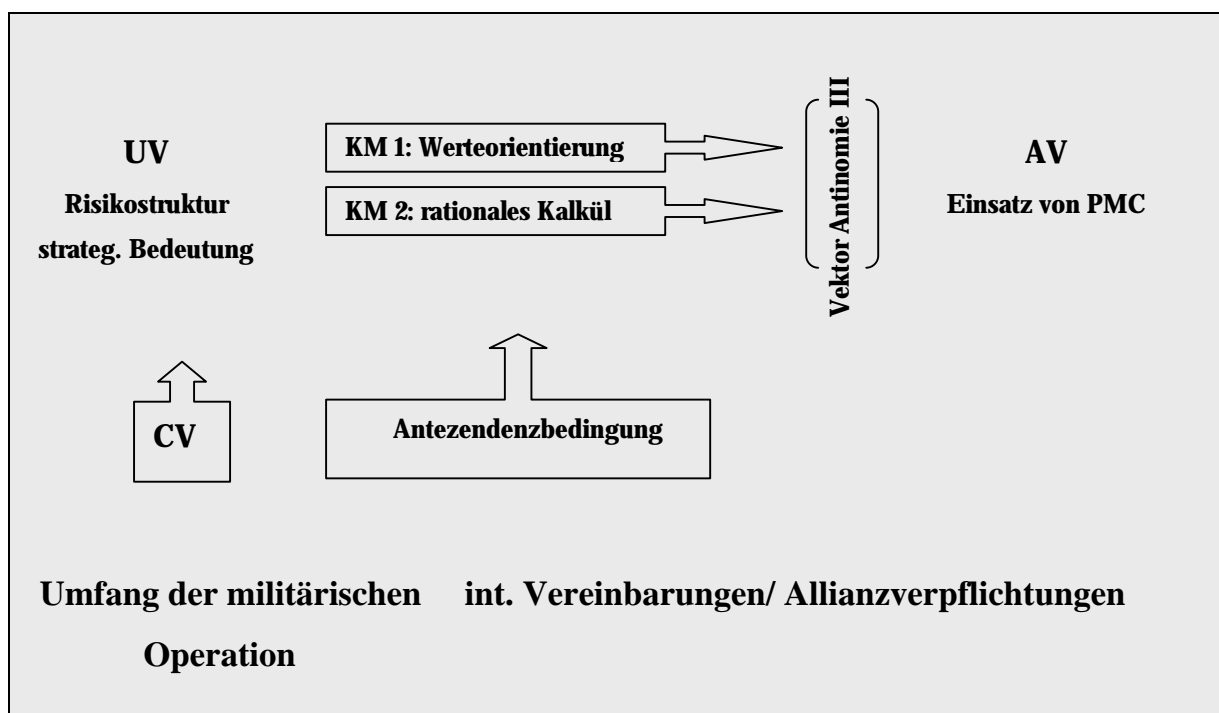 UV
Risikostruktur
strateg. Bedeutung
KM 1: Werteorientierung
KM 2: rationales Kalkül
Vektor Antinomie III
AV
Einsatz von PMC
CV
Antezendenzbedingung
Umfang der militärischen int. Vereinbarungen/ Allianzverpflichtungen
Operation